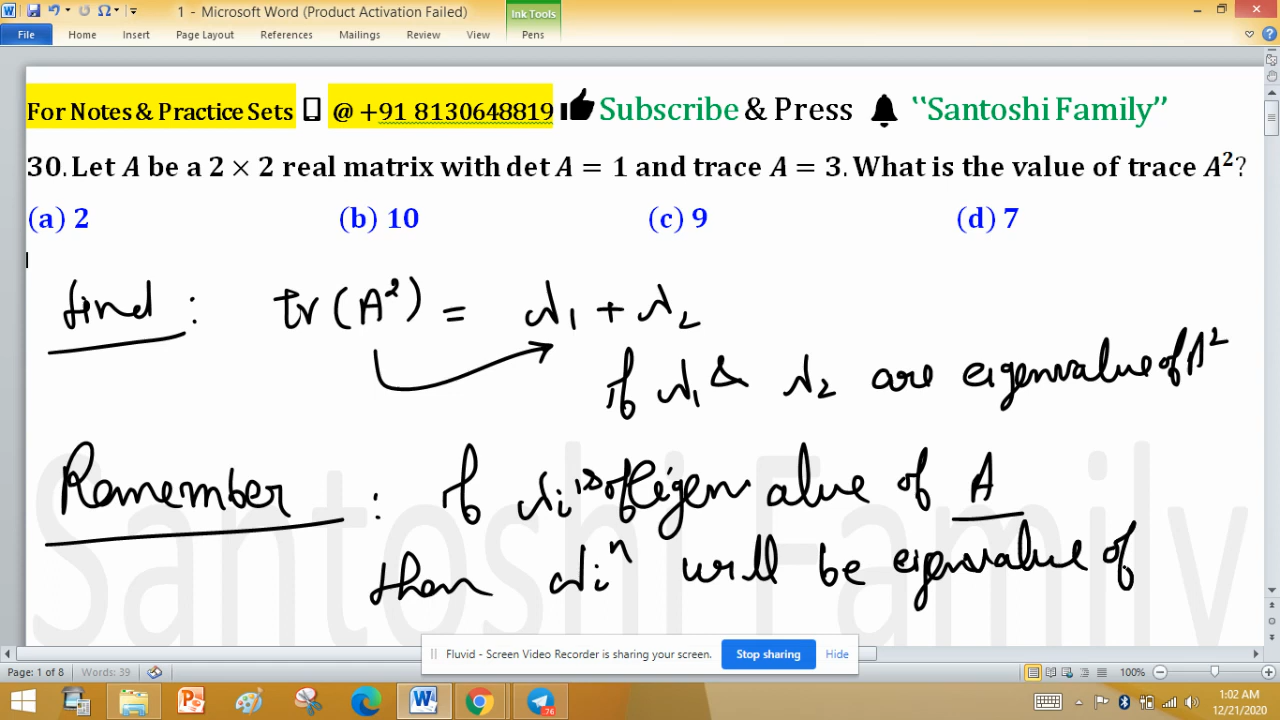 1 - Microsoft Word (Product Activation Failed)
Ink Tools
File Home Insert Page Layout References Mailings Review View Pens
For Notes & Practice Sets @ +91 8130648819 Subscribe & Press "Santoshi Family"
30. Let A be a 2 × 2 real matrix with det A = 1 and trace A = 3. What is the value of trace A²?
(a) 2 (b) 10 (c) 9 (d) 7
find : tr(A²) = λ₁ + λ₂
If λ₁ & λ₂ are eigenvalue of A²
Remember : If λi is of Eigen value of A
then λiⁿ will be eigenvalue of
Santoshi Family
Fluvid - Screen Video Recorder is sharing your screen. Stop sharing Hide
Page: 1 of 8 Words: 39 100%
76
1:02 AM
12/21/2020